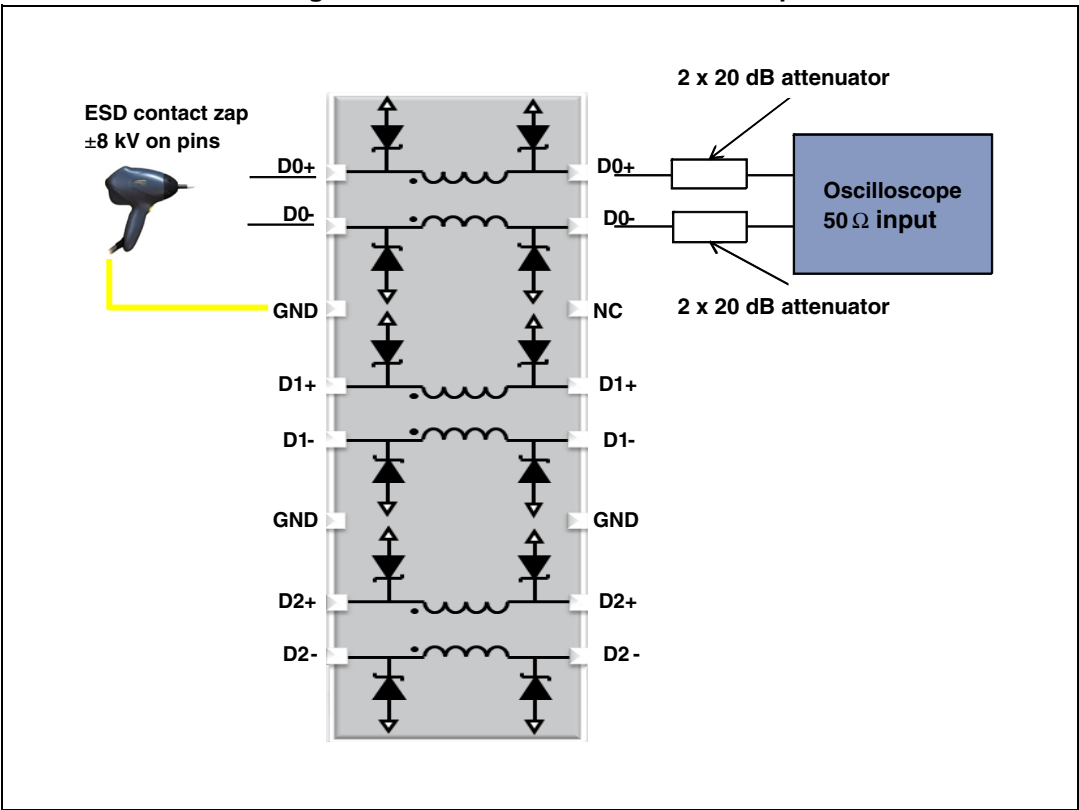 2 x 20 dB attenuator
ESD contact zap
±8 kV on pins
D0+
D0+
Oscilloscope
50 Ω input
D0-
D0-
GND
NC
2 x 20 dB attenuator
D1+
D1+
D1-
D1-
GND
GND
D2+
D2+
D2-
D2 -